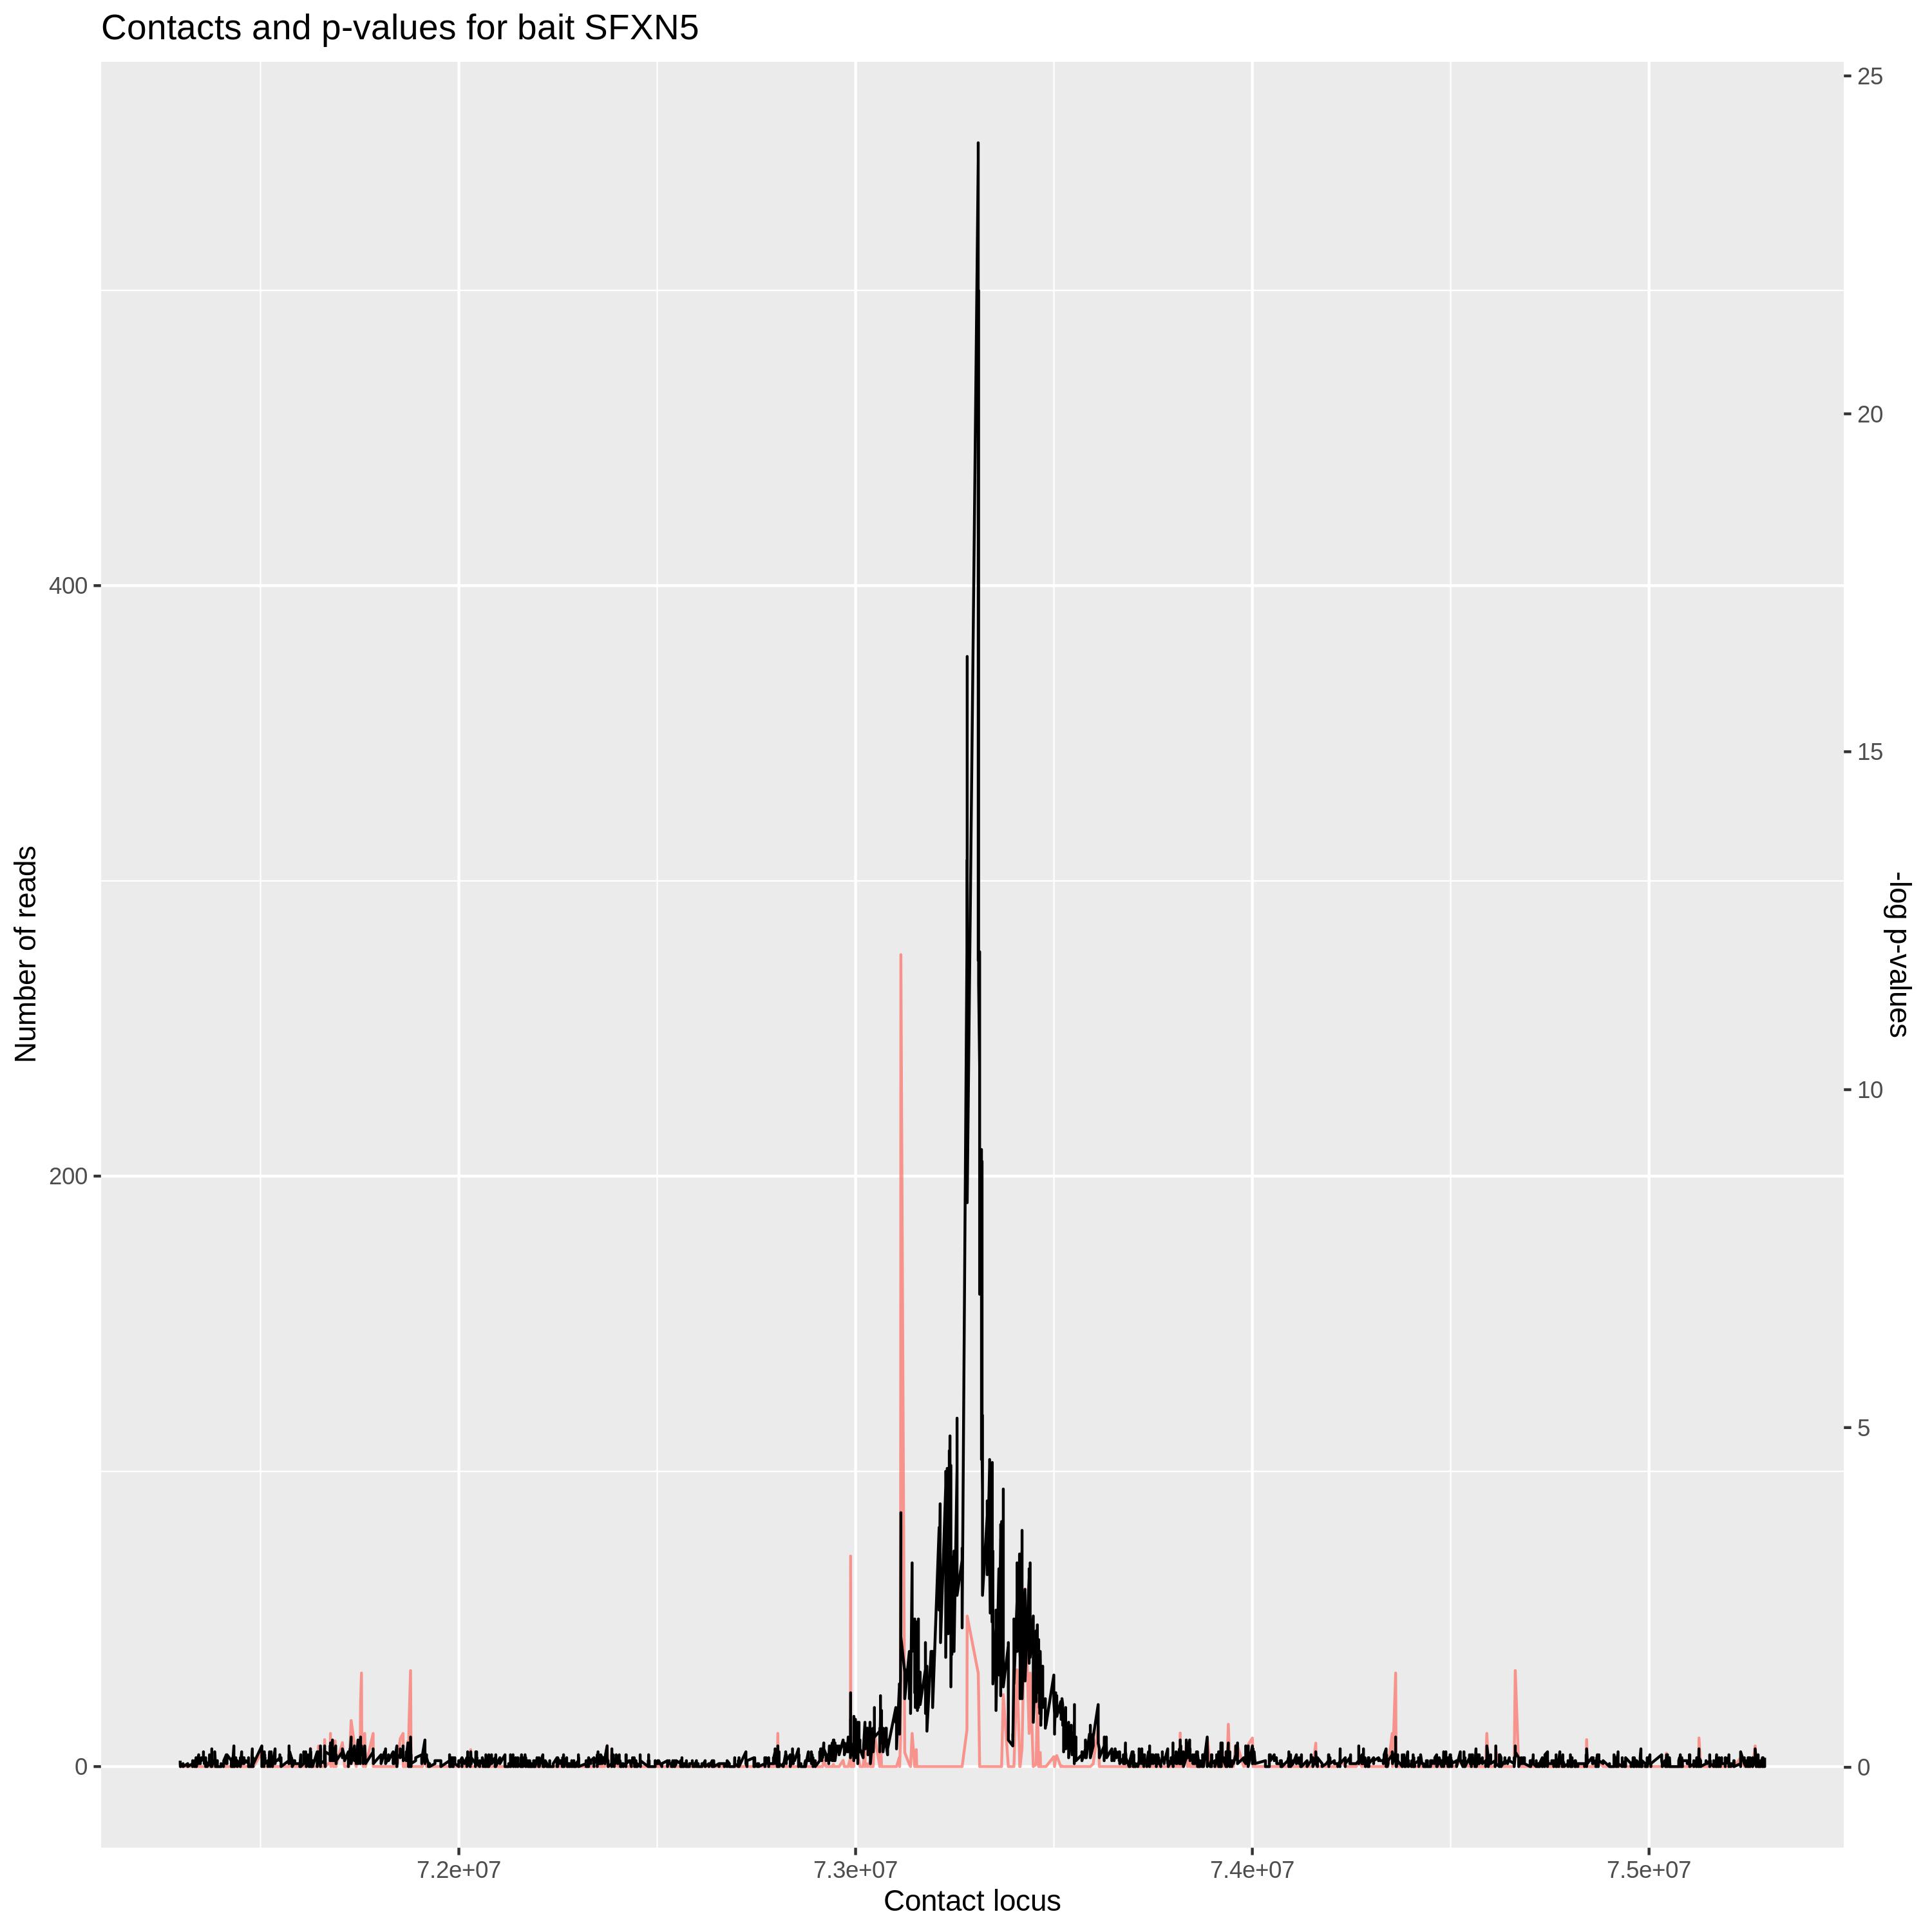 Contacts and p-values for bait SFXN5
25
20
400
15
Number of reads
-log p-values
10
200
5
0
0
7.2e+07
7.3e+07
7.4e+07
7.5e+07
Contact locus